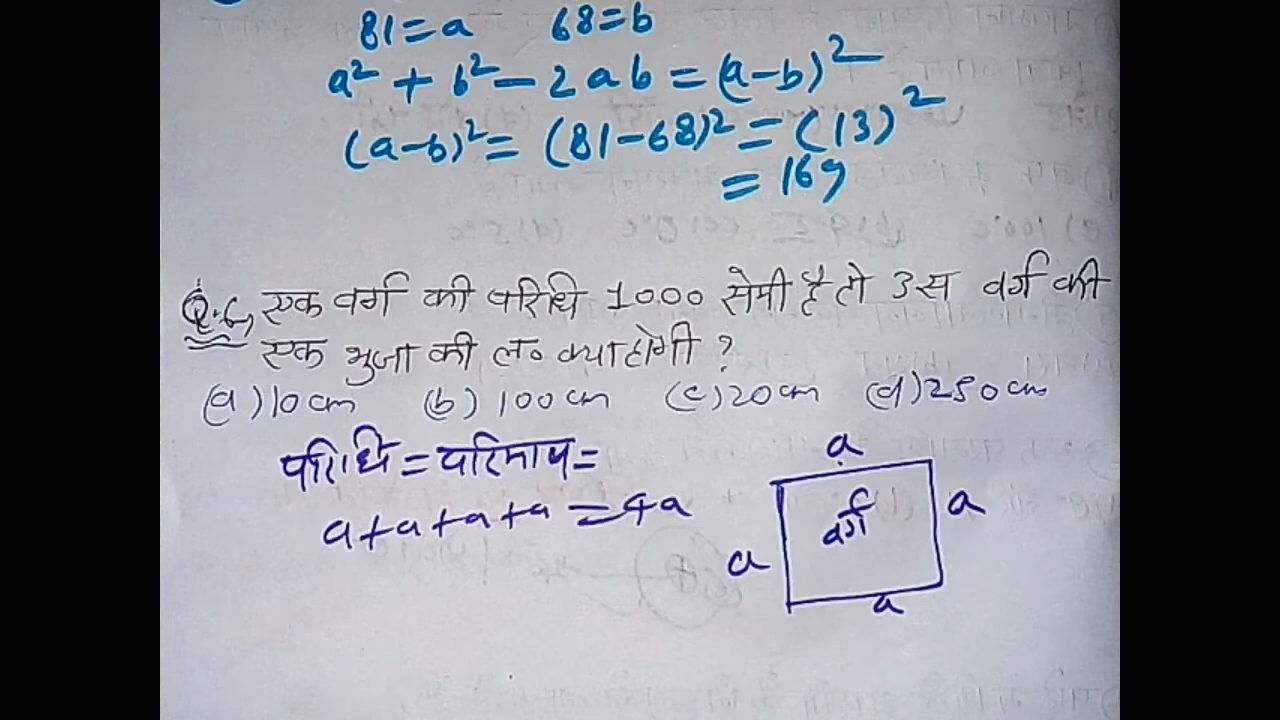 81=a 68=b
a² + b² - 2ab = (a-b)²
(a-b)² = (81-68)² = (13)²
= 169
Q.6, एक वर्ग की परिधि 1000 सेमी है तो उस वर्ग की
एक भुजा की ल० क्या होगी ?
(a) 10 cm (b) 100 cm (c) 20 cm (d) 250 cm
परिधि = परिमाप =
a+a+a+a = 4a
a
वर्ग
a
a
a